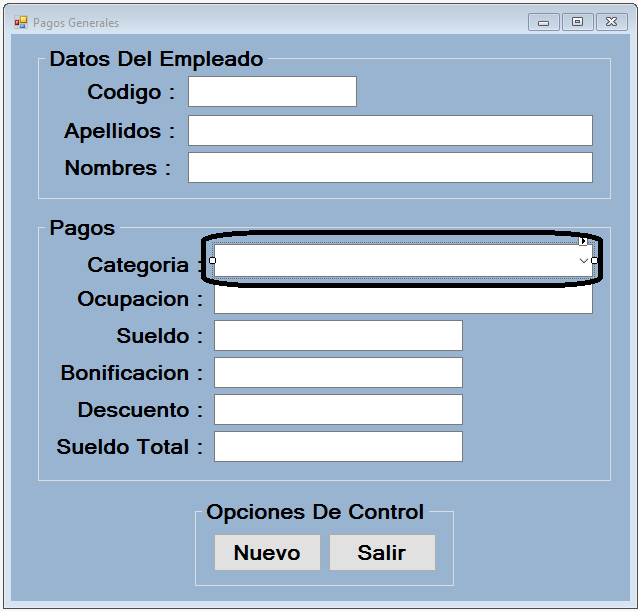 Pagos Generales
Datos Del Empleado
Codigo :
Apellidos :
Nombres :
Pagos
Categoria :
Ocupacion :
Sueldo :
Bonificacion :
Descuento :
Sueldo Total :
Opciones De Control
Nuevo Salir